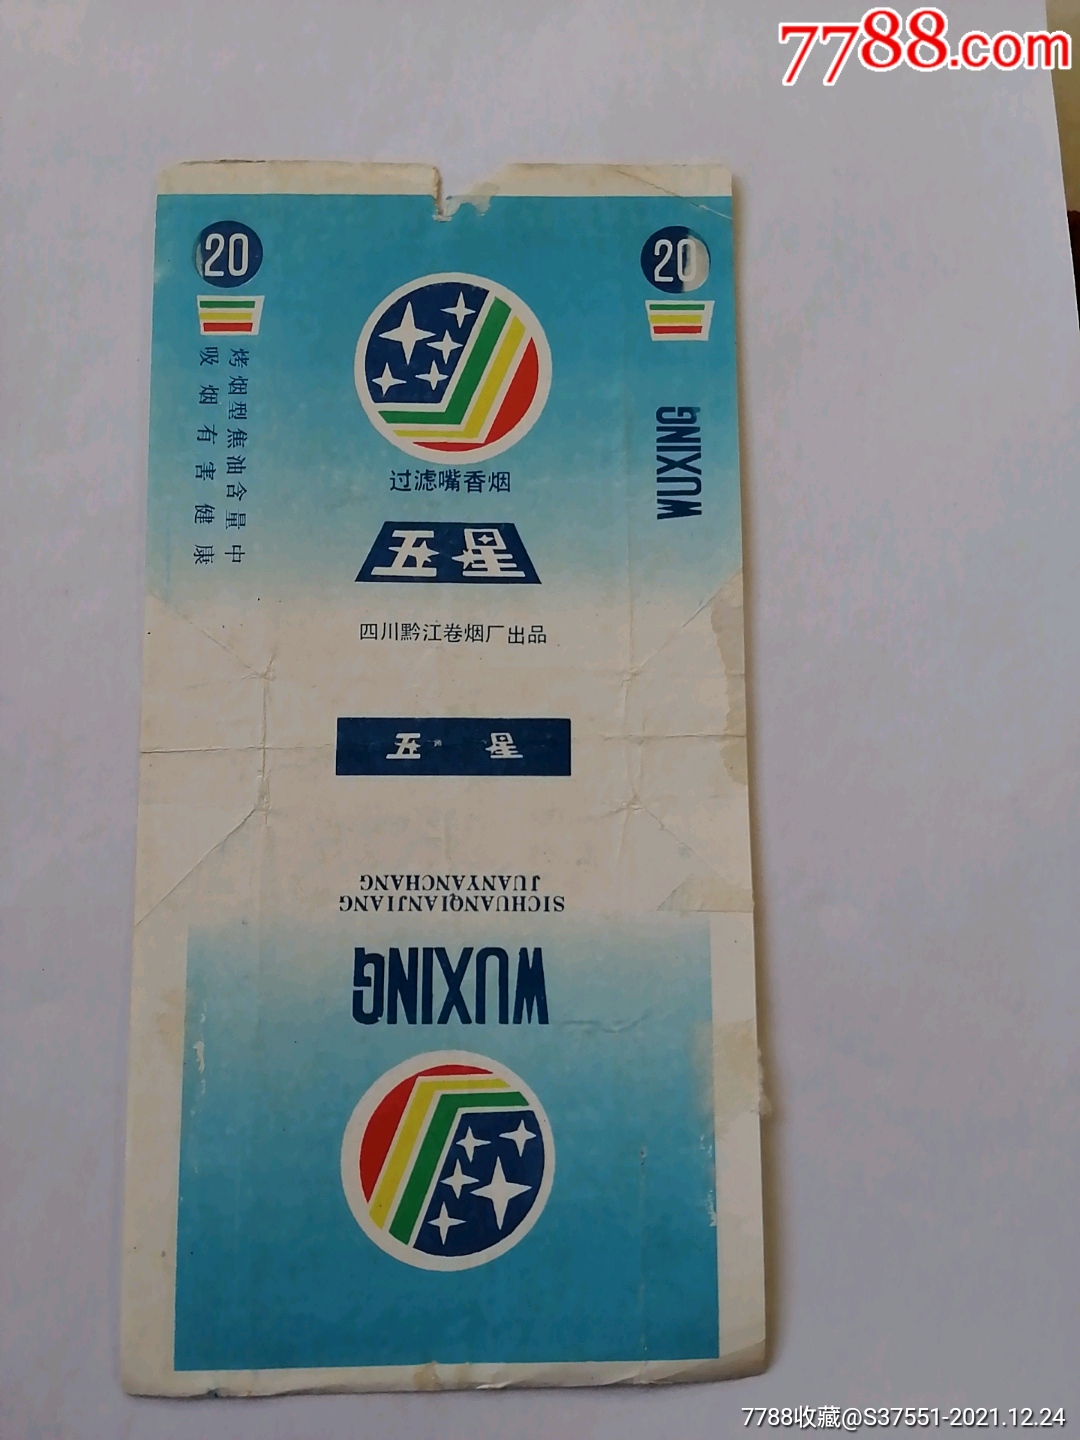 7788.com
20
20
烤烟型焦油含量中
吸烟有害健康
WUXING
过滤嘴香烟
五星
四川黔江卷烟厂出品
五星
SICHUANQIANJIANG
JUANYANCHANG
WUXING
7788收藏@S37551-2021.12.24